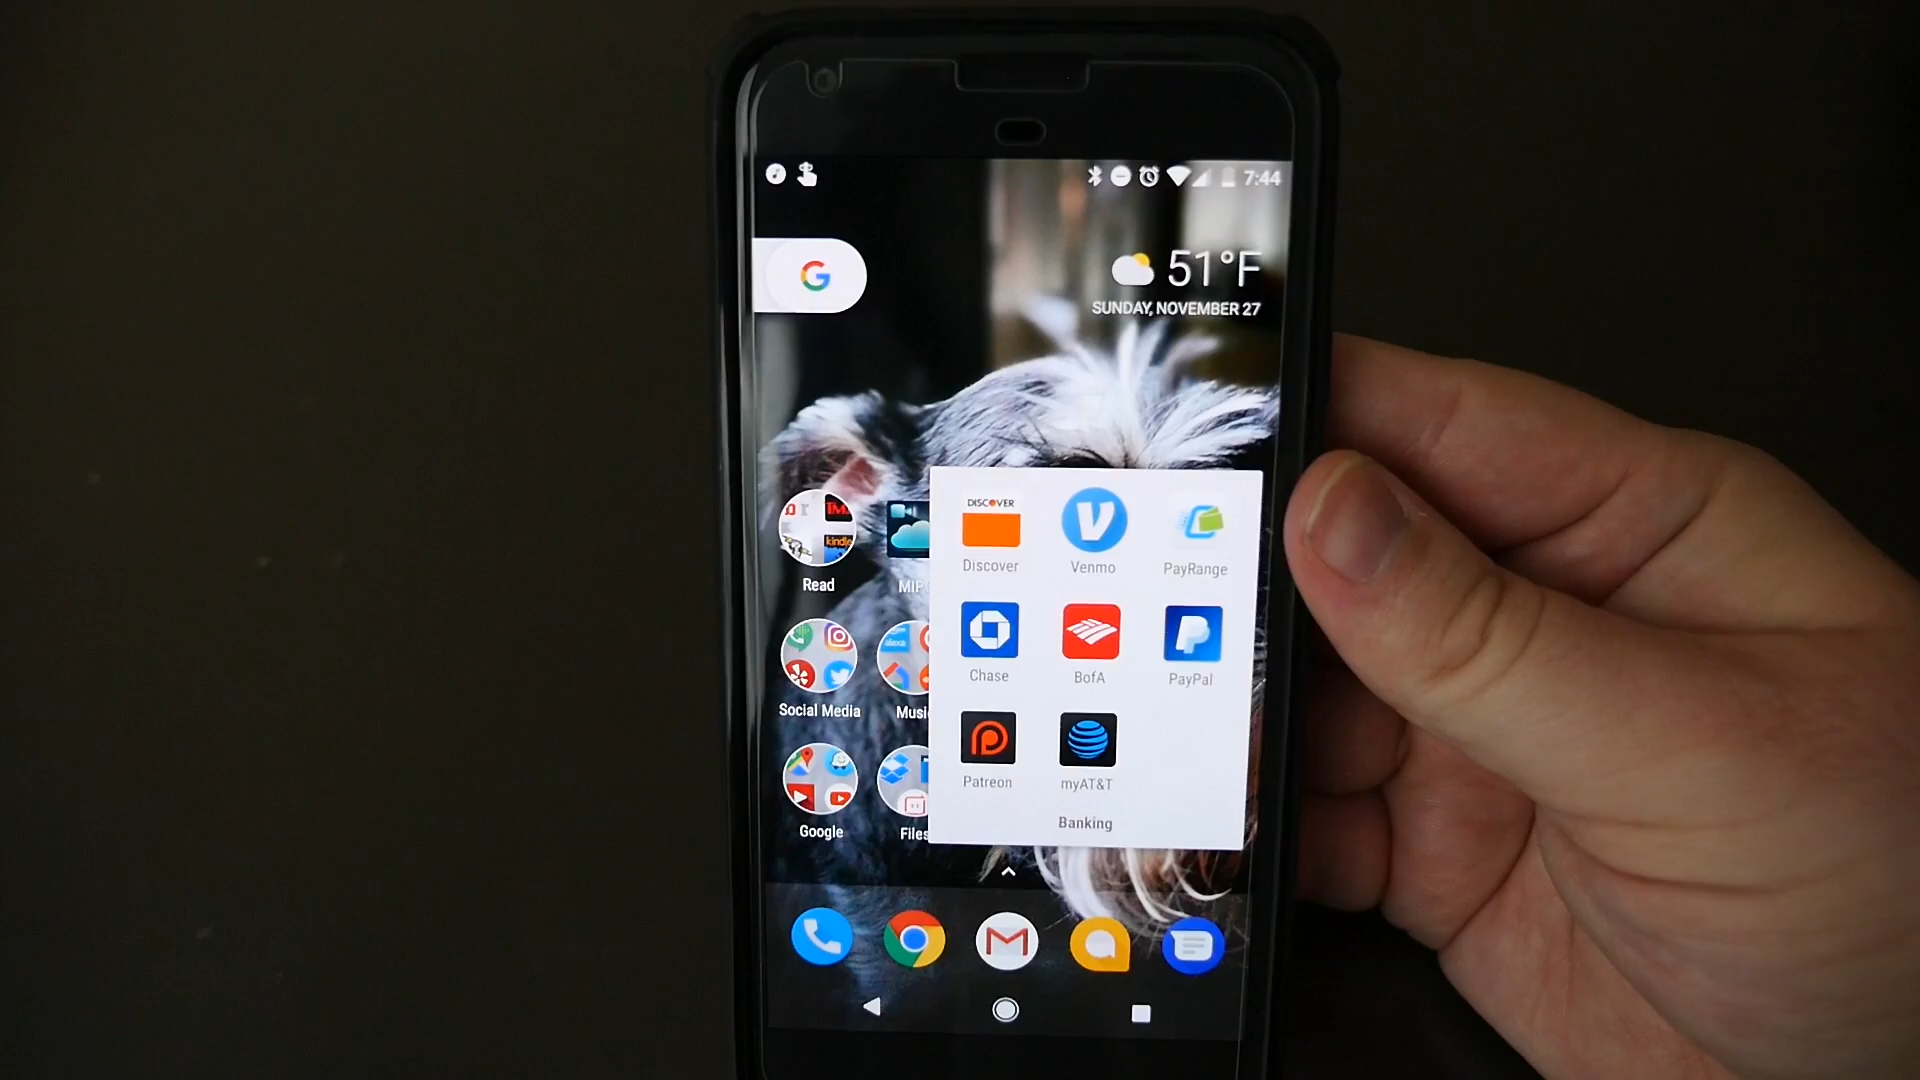 7:44
G
51°F
SUNDAY, NOVEMBER 27
DISCOVER
Discover
Venmo
PayRange
kindle
Read
Chase
BofA
PayPal
alexa
Social Media
Patreon
myAT&T
Google
Files
Banking